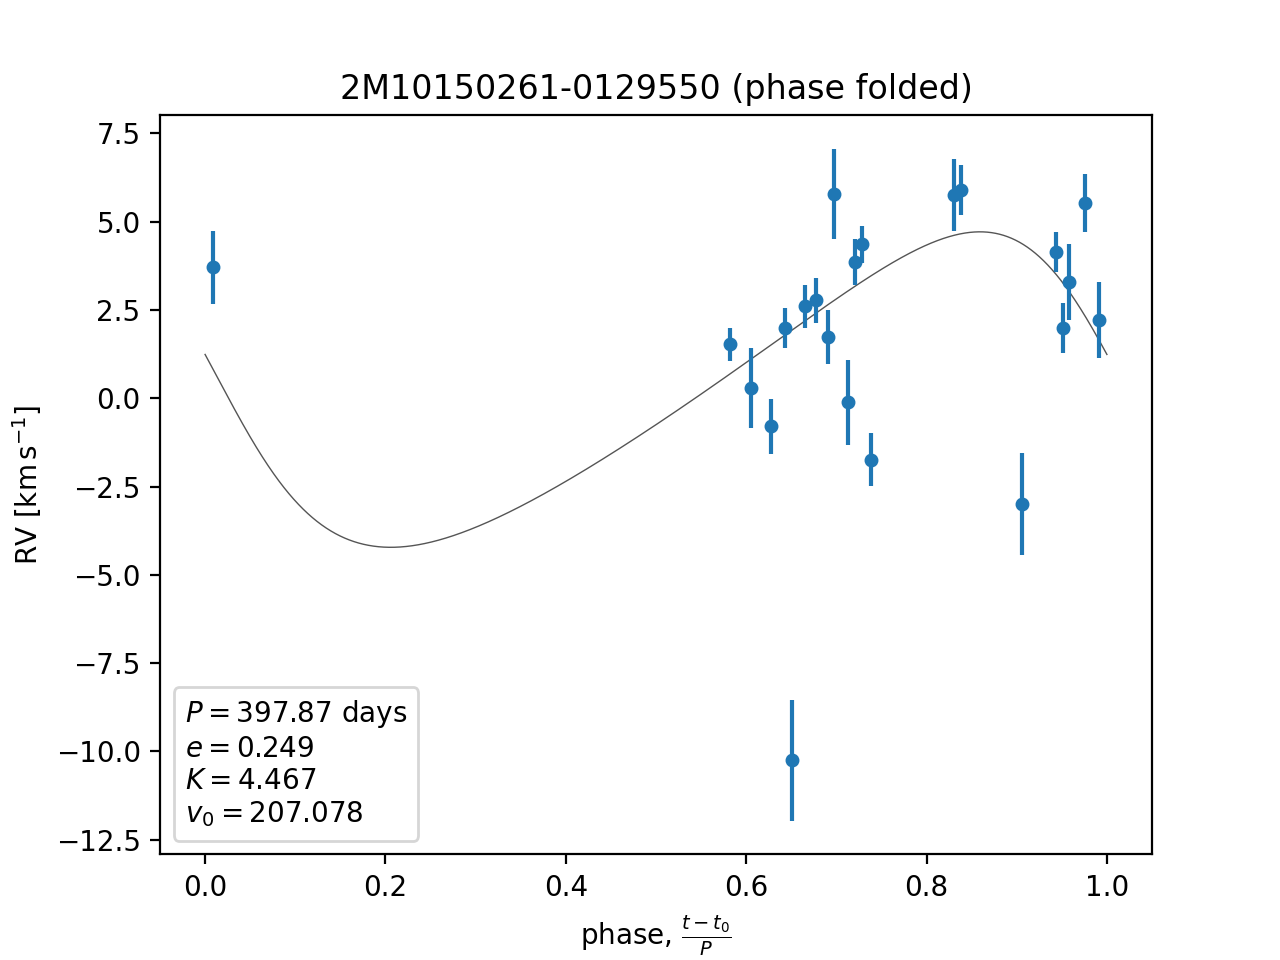 2M10150261-0129550 (phase folded)
7.5
5.0
2.5
0.0
−2.5
−5.0
−7.5
−10.0
−12.5
RV [km s⁻¹]
P = 397.87 days
e = 0.249
K = 4.467
v₀ = 207.078
0.0 0.2 0.4 0.6 0.8 1.0
phase, (t − t₀)/P